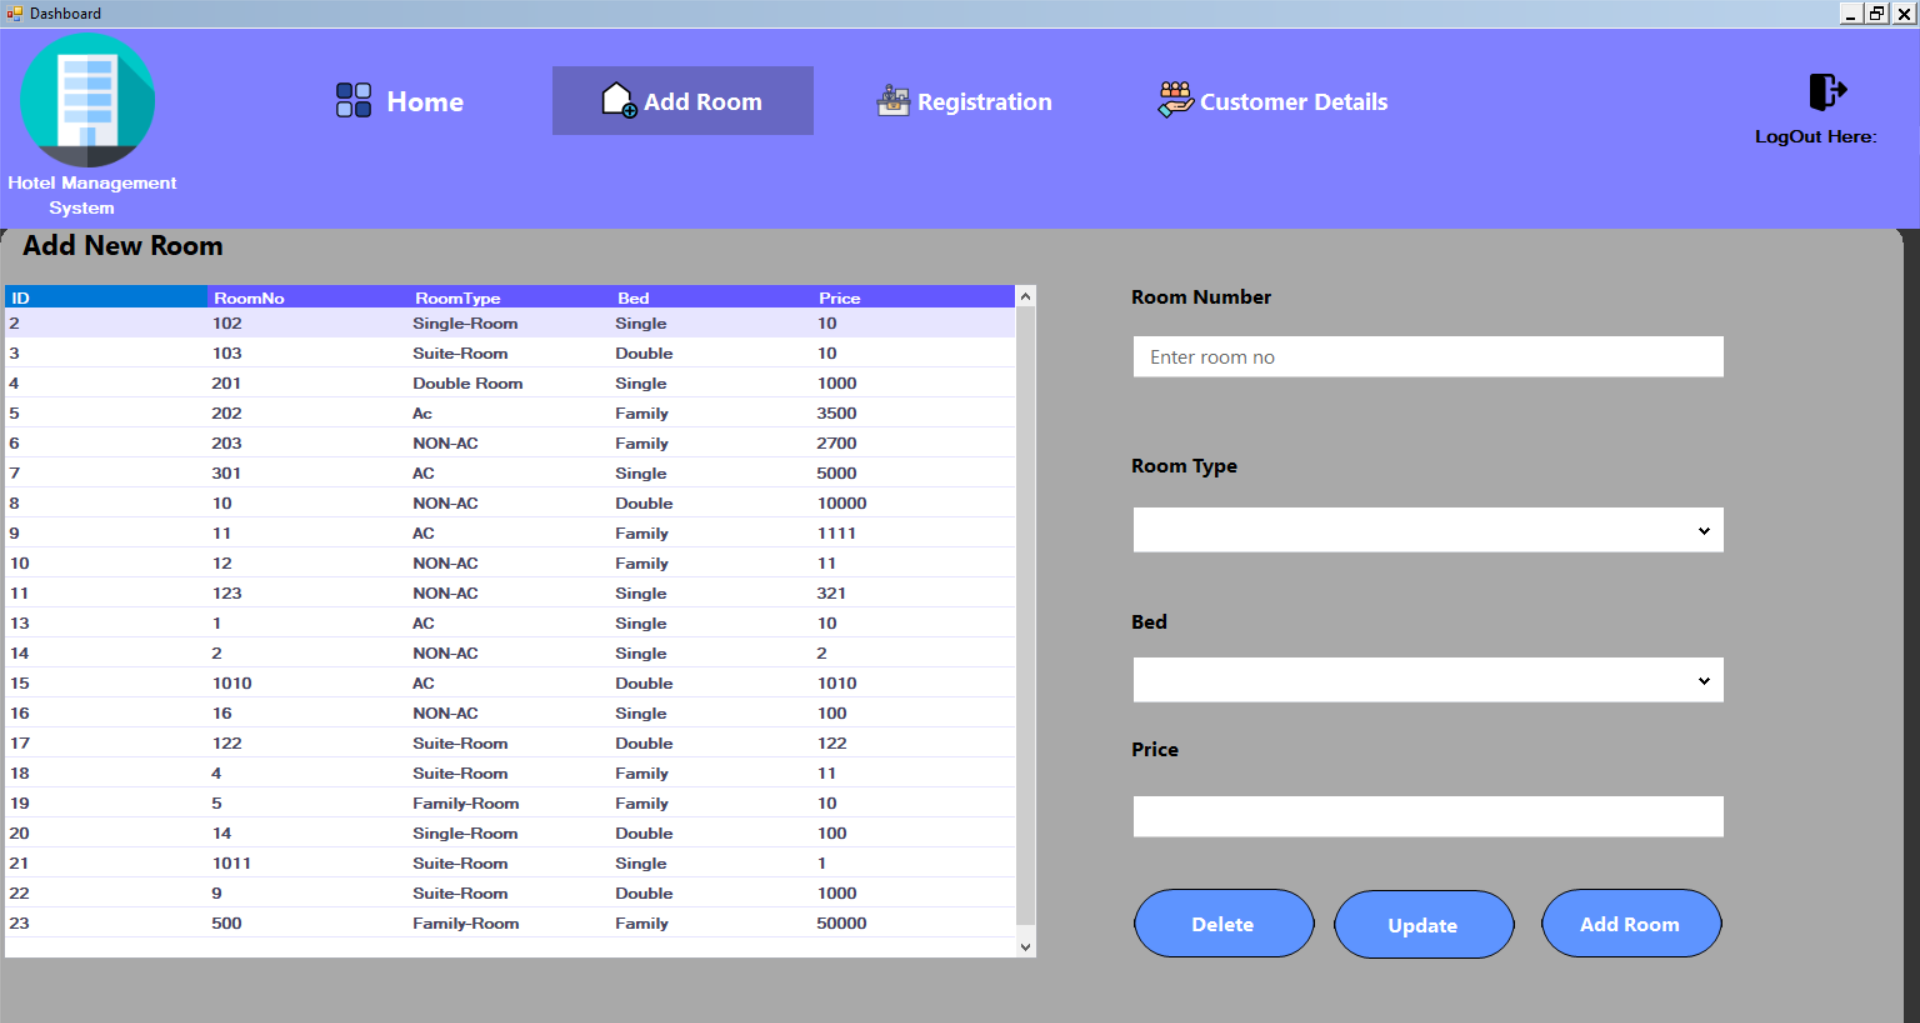 Dashboard
Home
Add Room
Registration
Customer Details
LogOut Here:
Hotel Management
System
Add New Room
ID RoomNo RoomType Bed Price
2 102 Single-Room Single 10
3 103 Suite-Room Double 10
4 201 Double Room Single 1000
5 202 Ac Family 3500
6 203 NON-AC Family 2700
7 301 AC Single 5000
8 10 NON-AC Double 10000
9 11 AC Family 1111
10 12 NON-AC Family 11
11 123 NON-AC Single 321
13 1 AC Single 10
14 2 NON-AC Single 2
15 1010 AC Double 1010
16 16 NON-AC Single 100
17 122 Suite-Room Double 122
18 4 Suite-Room Family 11
19 5 Family-Room Family 10
20 14 Single-Room Double 100
21 1011 Suite-Room Single 1
22 9 Suite-Room Double 1000
23 500 Family-Room Family 50000
Room Number
Enter room no
Room Type
Bed
Price
Delete
Update
Add Room